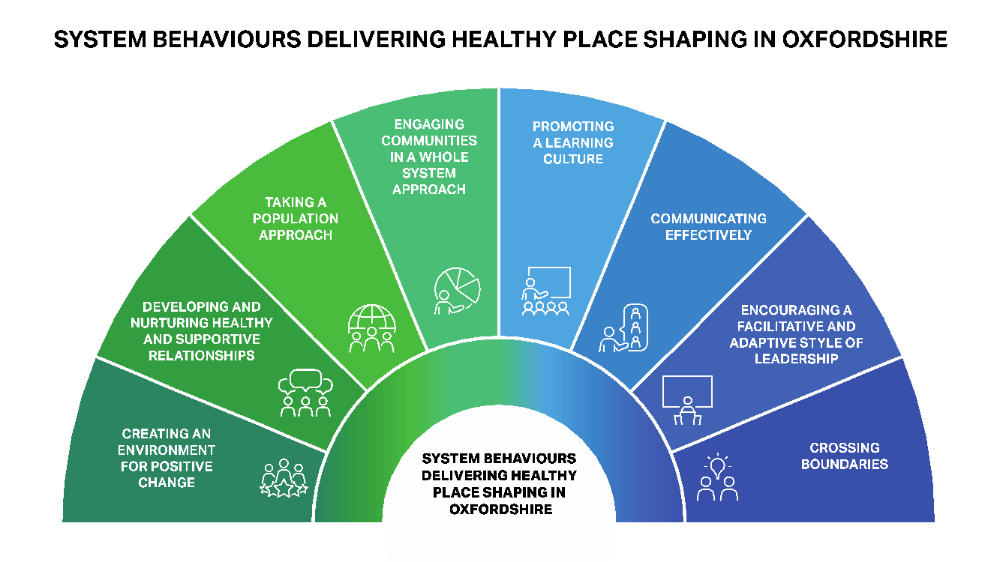 SYSTEM BEHAVIOURS DELIVERING HEALTHY PLACE SHAPING IN OXFORDSHIRE
CREATING AN
ENVIRONMENT
FOR POSITIVE
CHANGE
DEVELOPING AND
NURTURING HEALTHY
AND SUPPORTIVE
RELATIONSHIPS
TAKING A
POPULATION
APPROACH
ENGAGING
COMMUNITIES
IN A WHOLE
SYSTEM
APPROACH
PROMOTING
A LEARNING
CULTURE
COMMUNICATING
EFFECTIVELY
ENCOURAGING A
FACILITATIVE AND
ADAPTIVE STYLE OF
LEADERSHIP
CROSSING
BOUNDARIES
SYSTEM BEHAVIOURS
DELIVERING HEALTHY
PLACE SHAPING IN
OXFORDSHIRE